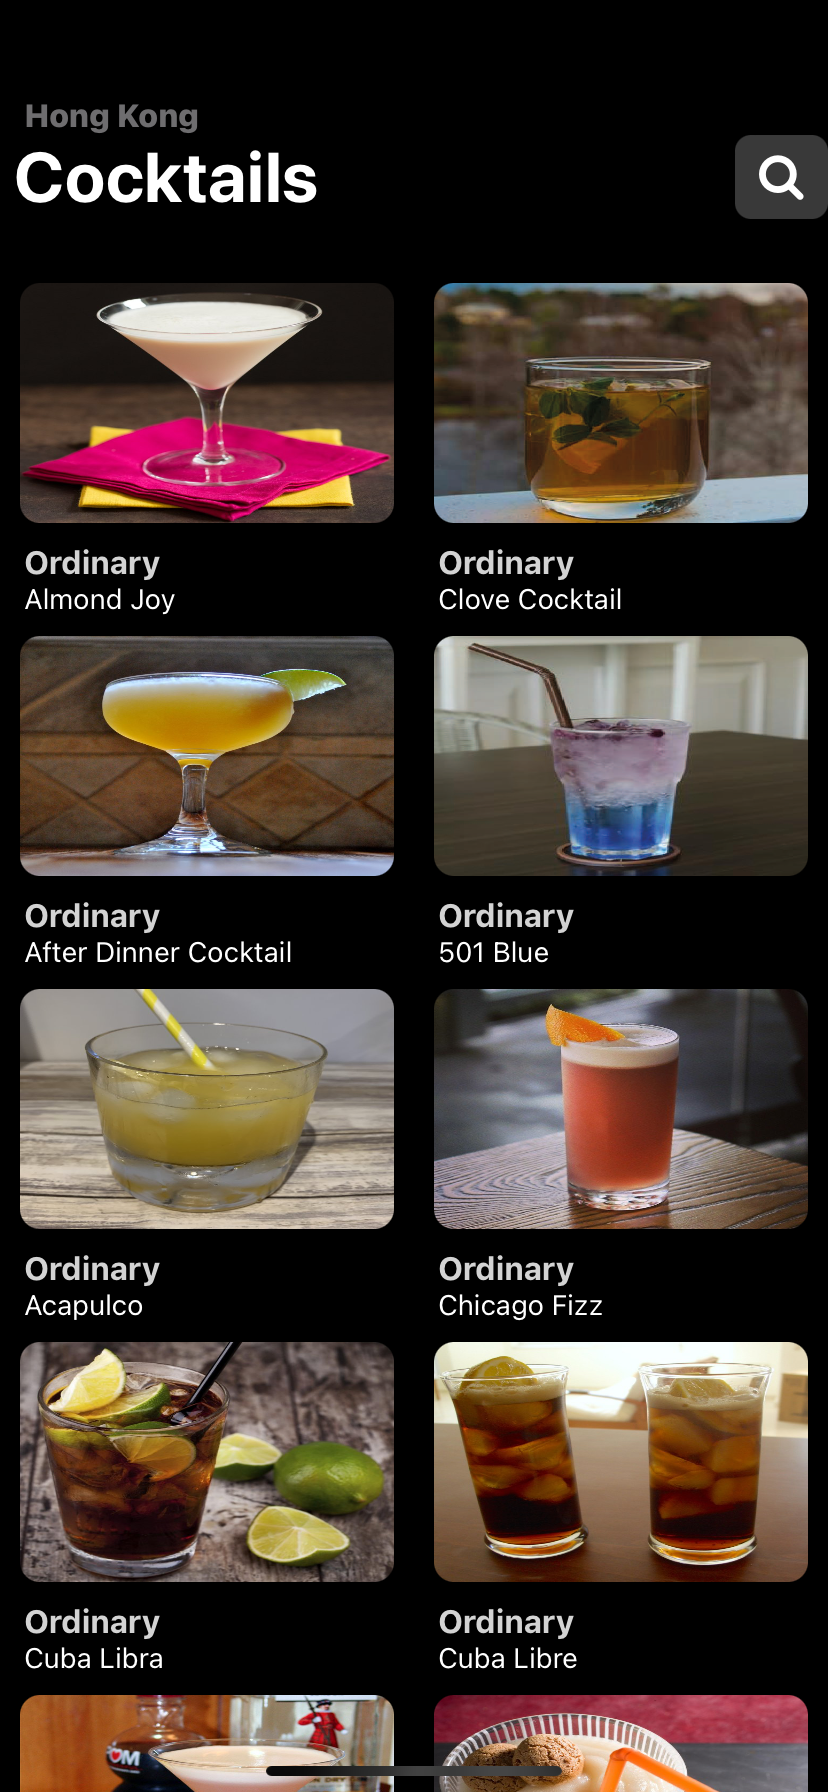 Hong Kong
Cocktails
Ordinary
Almond Joy
Ordinary
Clove Cocktail
Ordinary
After Dinner Cocktail
Ordinary
501 Blue
Ordinary
Acapulco
Ordinary
Chicago Fizz
Ordinary
Cuba Libra
Ordinary
Cuba Libre